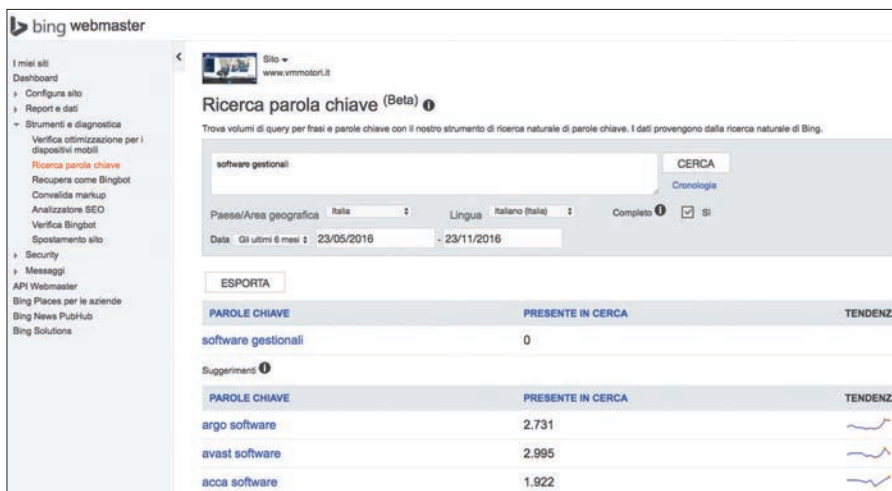 bing webmaster
I miei siti
Dashboard
Configura sito
Report e dati
Strumenti e diagnostica
Verifica ottimizzazione per i
dispositivi mobili
Ricerca parola chiave
Recupera come Bingbot
Convalida markup
Analizzatore SEO
Verifica Bingbot
Spostamento sito
Security
Messaggi
API Webmaster
Bing Places per le aziende
Bing News PubHub
Bing Solutions
Sito
www.vmmotori.it
Ricerca parola chiave (Beta)
Trova volumi di query per frasi e parole chiave con il nostro strumento di ricerca naturale di parole chiave. I dati provengono dalla ricerca naturale di Bing.
software gestionali
CERCA
Cronologia
Paese/Area geografica Italia Lingua Italiano (Italia) Completo Sì
Data Gli ultimi 6 mesi 23/05/2016 - 23/11/2016
ESPORTA
PAROLE CHIAVE PRESENTE IN CERCA TENDENZ
software gestionali 0
Suggerimenti
PAROLE CHIAVE PRESENTE IN CERCA TENDENZ
argo software 2.731
avast software 2.995
acca software 1.922